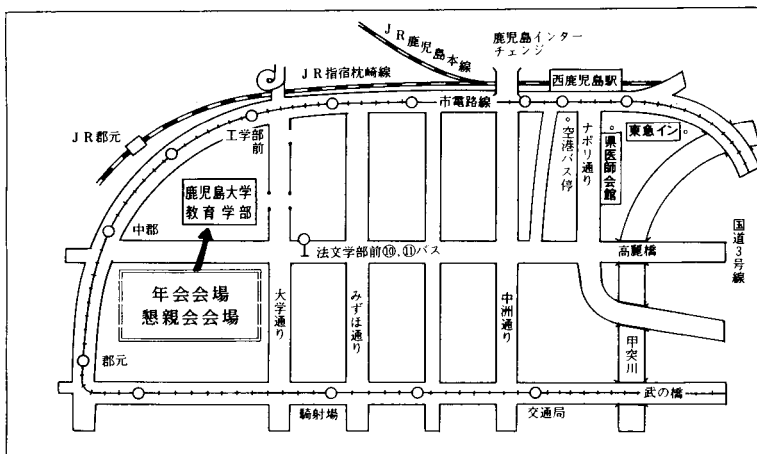 鹿児島インター
チェンジ
JR鹿児島本線
JR指宿枕崎線
西鹿児島駅
市電路線
JR郡元
工学部
前
空港バス停
ナポリ通り
県医師会館
東急イン
鹿児島大学
教育学部
中郡
法文学部前⑩,⑪バス
高麗橋
国道3号線
年会会場
懇親会会場
大学通り
みずほ通り
中洲通り
甲突川
郡元
騎射場
交通局
武の橋